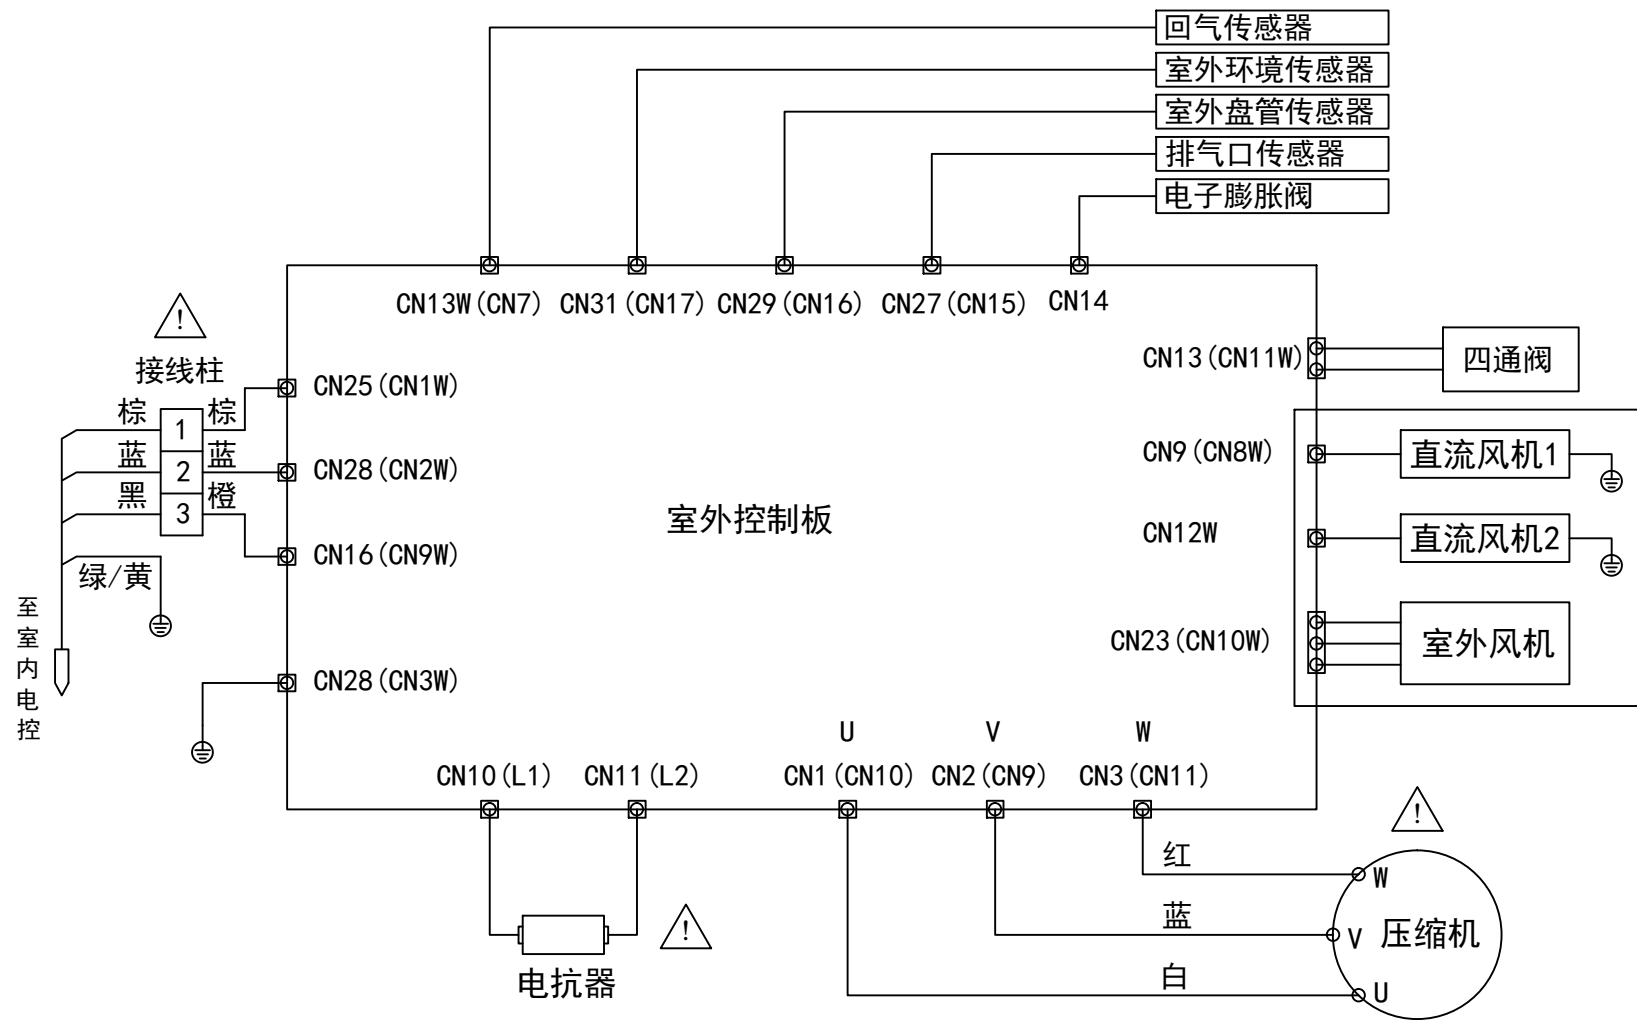 回气传感器
室外环境传感器
室外盘管传感器
排气口传感器
电子膨胀阀
CN13W(CN7) CN31(CN17) CN29(CN16) CN27(CN15) CN14
!
接线柱
CN13(CN11W) 四通阀
CN25(CN1W)
棕 1 棕
蓝 2 蓝
黑 3 橙
CN28(CN2W)
CN16(CN9W)
绿/黄
至室内电控
CN28(CN3W)
室外控制板
CN9(CN8W) 直流风机1
CN12W 直流风机2
CN23(CN10W) 室外风机
U V W
CN10(L1) CN11(L2) CN1(CN10) CN2(CN9) CN3(CN11)
!
电抗器
!
红 W
蓝 V 压缩机
白 U